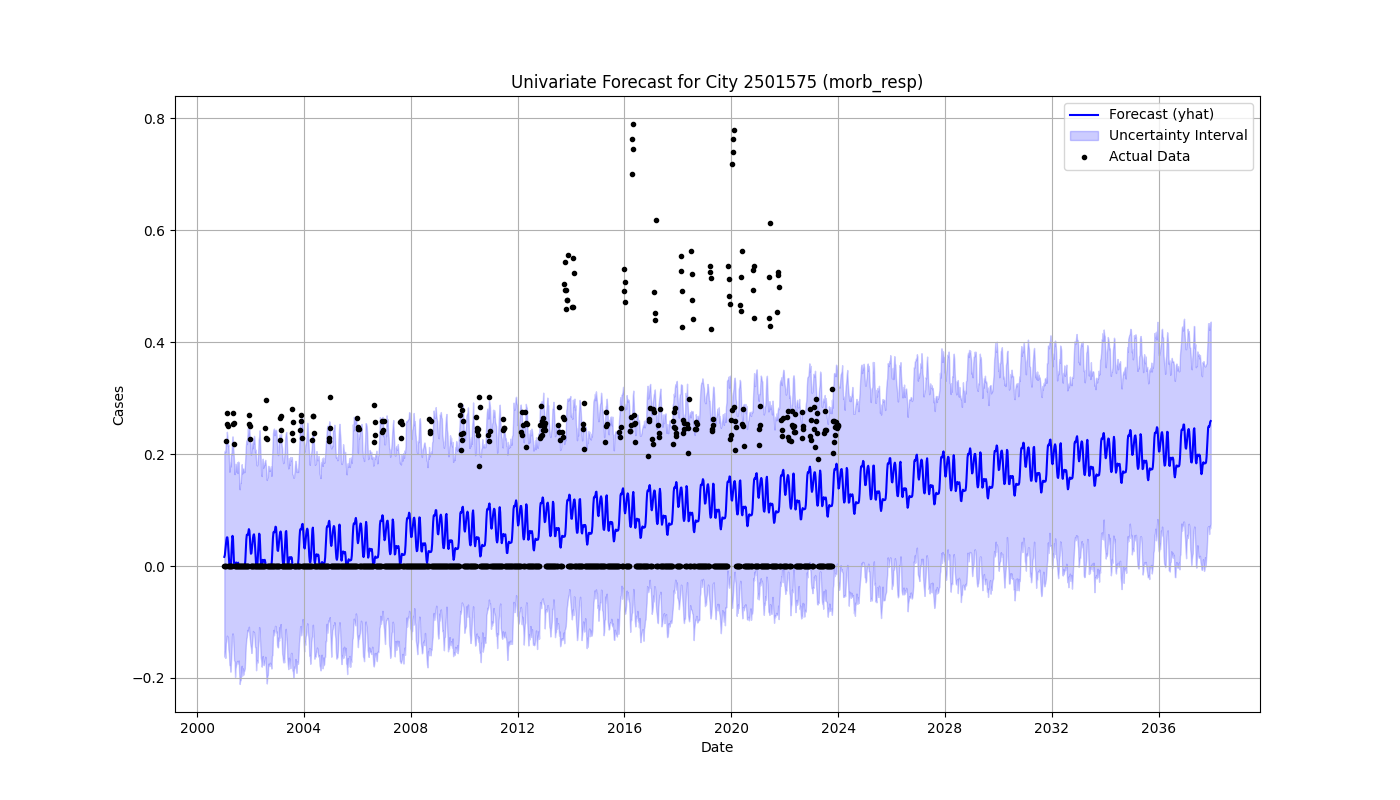 Univariate Forecast for City 2501575 (morb_resp)
Forecast (yhat)
Uncertainty Interval
Actual Data
Cases
0.8
0.6
0.4
0.2
0.0
−0.2
2000 2004 2008 2012 2016 2020 2024 2028 2032 2036
Date